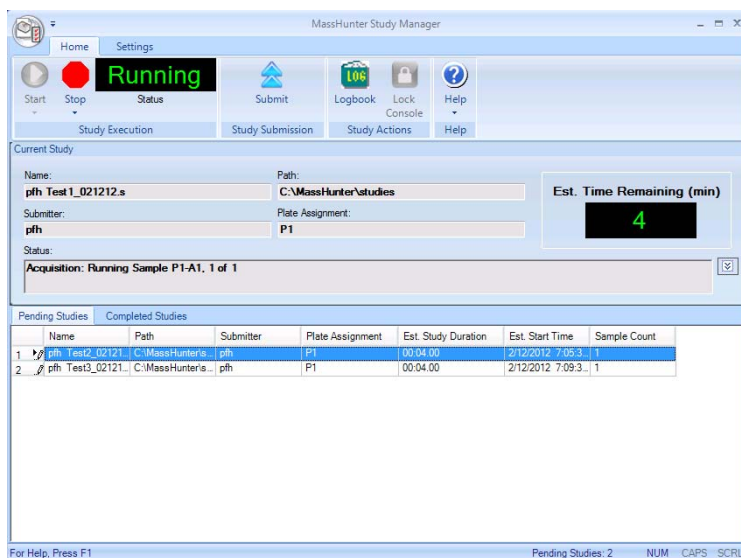 MassHunter Study Manager
Home Settings
Start Stop Running Status Submit Logbook Lock Console Help
LOG
Study Execution Study Submission Study Actions Help
Current Study
Name: Path:
pfh Test1_021212.s C:\MassHunter\studies
Est. Time Remaining (min)
4
Submitter: Plate Assignment:
pfh P1
Status:
Acquisition: Running Sample P1-A1, 1 of 1
Pending Studies Completed Studies
Name Path Submitter Plate Assignment Est. Study Duration Est. Start Time Sample Count
1 pfh Test2_02121... C:\MassHunter\s... pfh P1 00:04.00 2/12/2012 7:05:3... 1
2 pfh Test3_02121... C:\MassHunter\s... pfh P1 00:04.00 2/12/2012 7:09:3... 1
For Help, Press F1 Pending Studies: 2 NUM CAPS SCRL